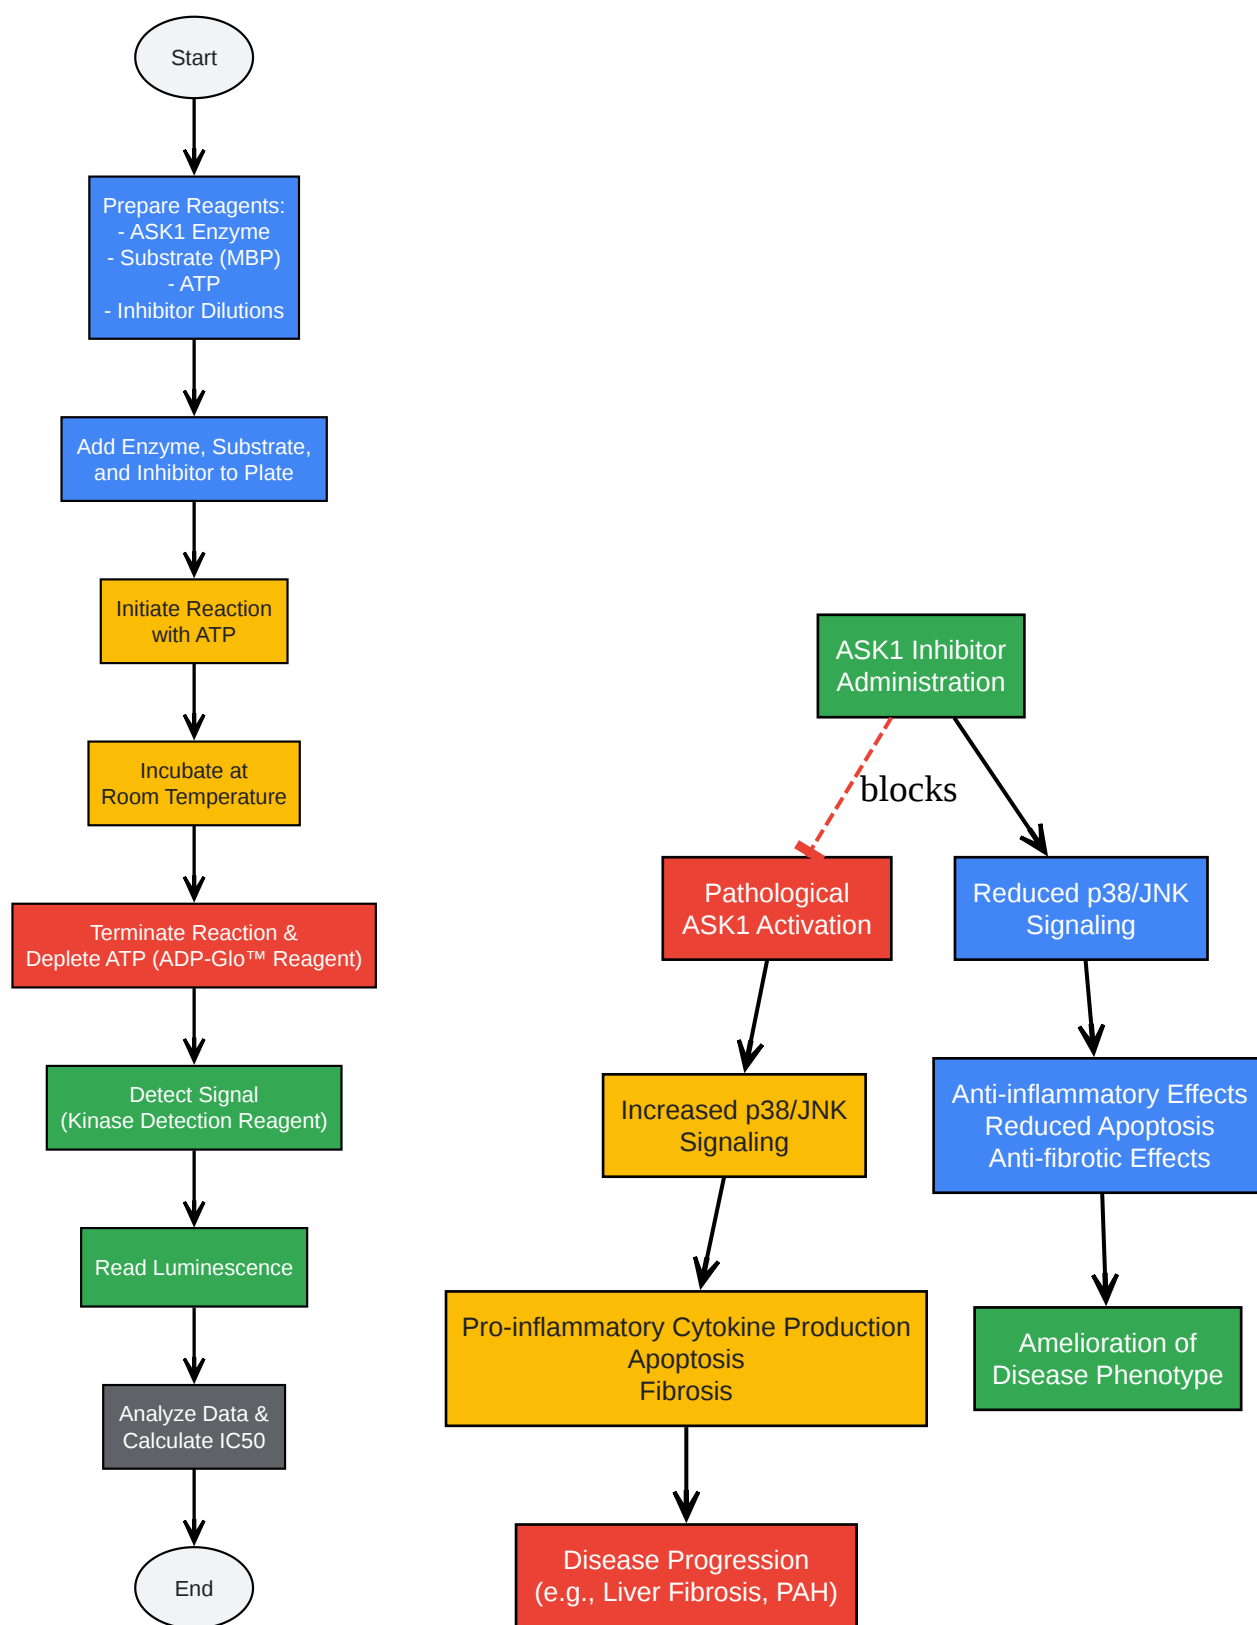 Start
Prepare Reagents:
- ASK1 Enzyme
- Substrate (MBP)
- ATP
- Inhibitor Dilutions
Add Enzyme, Substrate,
and Inhibitor to Plate
Initiate Reaction
with ATP
Incubate at
Room Temperature
Terminate Reaction &
Deplete ATP (ADP-Glo™ Reagent)
Detect Signal
(Kinase Detection Reagent)
Read Luminescence
Analyze Data &
Calculate IC50
End
ASK1 Inhibitor
Administration
blocks
Pathological
ASK1 Activation
Increased p38/JNK
Signaling
Pro-inflammatory Cytokine Production
Apoptosis
Fibrosis
Disease Progression
(e.g., Liver Fibrosis, PAH)
Reduced p38/JNK
Signaling
Anti-inflammatory Effects
Reduced Apoptosis
Anti-fibrotic Effects
Amelioration of
Disease Phenotype